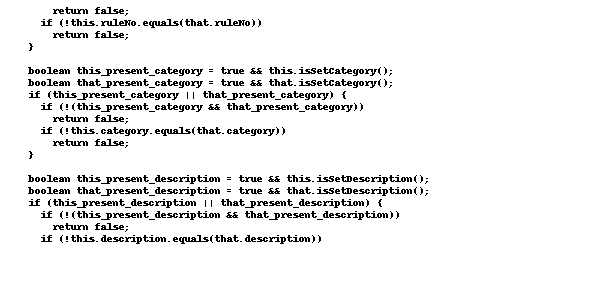 return false;
if (!this.ruleNo.equals(that.ruleNo))
return false;
}
boolean this_present_category = true && this.isSetCategory();
boolean that_present_category = true && that.isSetCategory();
if (this_present_category || that_present_category) {
if (!(this_present_category && that_present_category))
return false;
if (!this.category.equals(that.category))
return false;
}
boolean this_present_description = true && this.isSetDescription();
boolean that_present_description = true && that.isSetDescription();
if (this_present_description || that_present_description) {
if (!(this_present_description && that_present_description))
return false;
if (!this.description.equals(that.description))